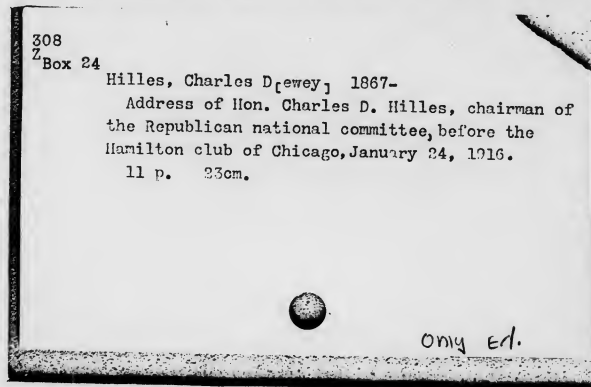 308
Z
Box 24
Hilles, Charles D[ewey] 1867-
Address of Hon. Charles D. Hilles, chairman of
the Republican national committee, before the
Hamilton club of Chicago, January 24, 1916.
11 p. 23cm.
Only Ed.